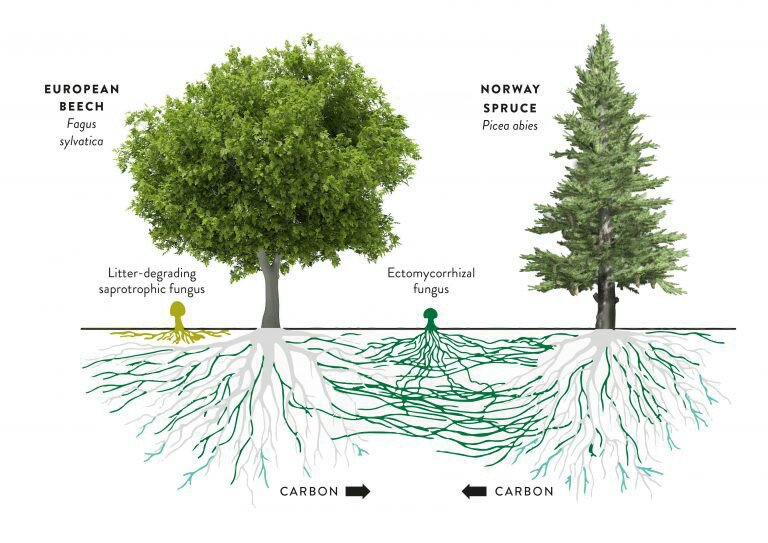 EUROPEAN
BEECH
Fagus
sylvatica
NORWAY
SPRUCE
Picea abies
Litter-degrading
saprotrophic fungus
Ectomycorrhizal
fungus
CARBON
CARBON